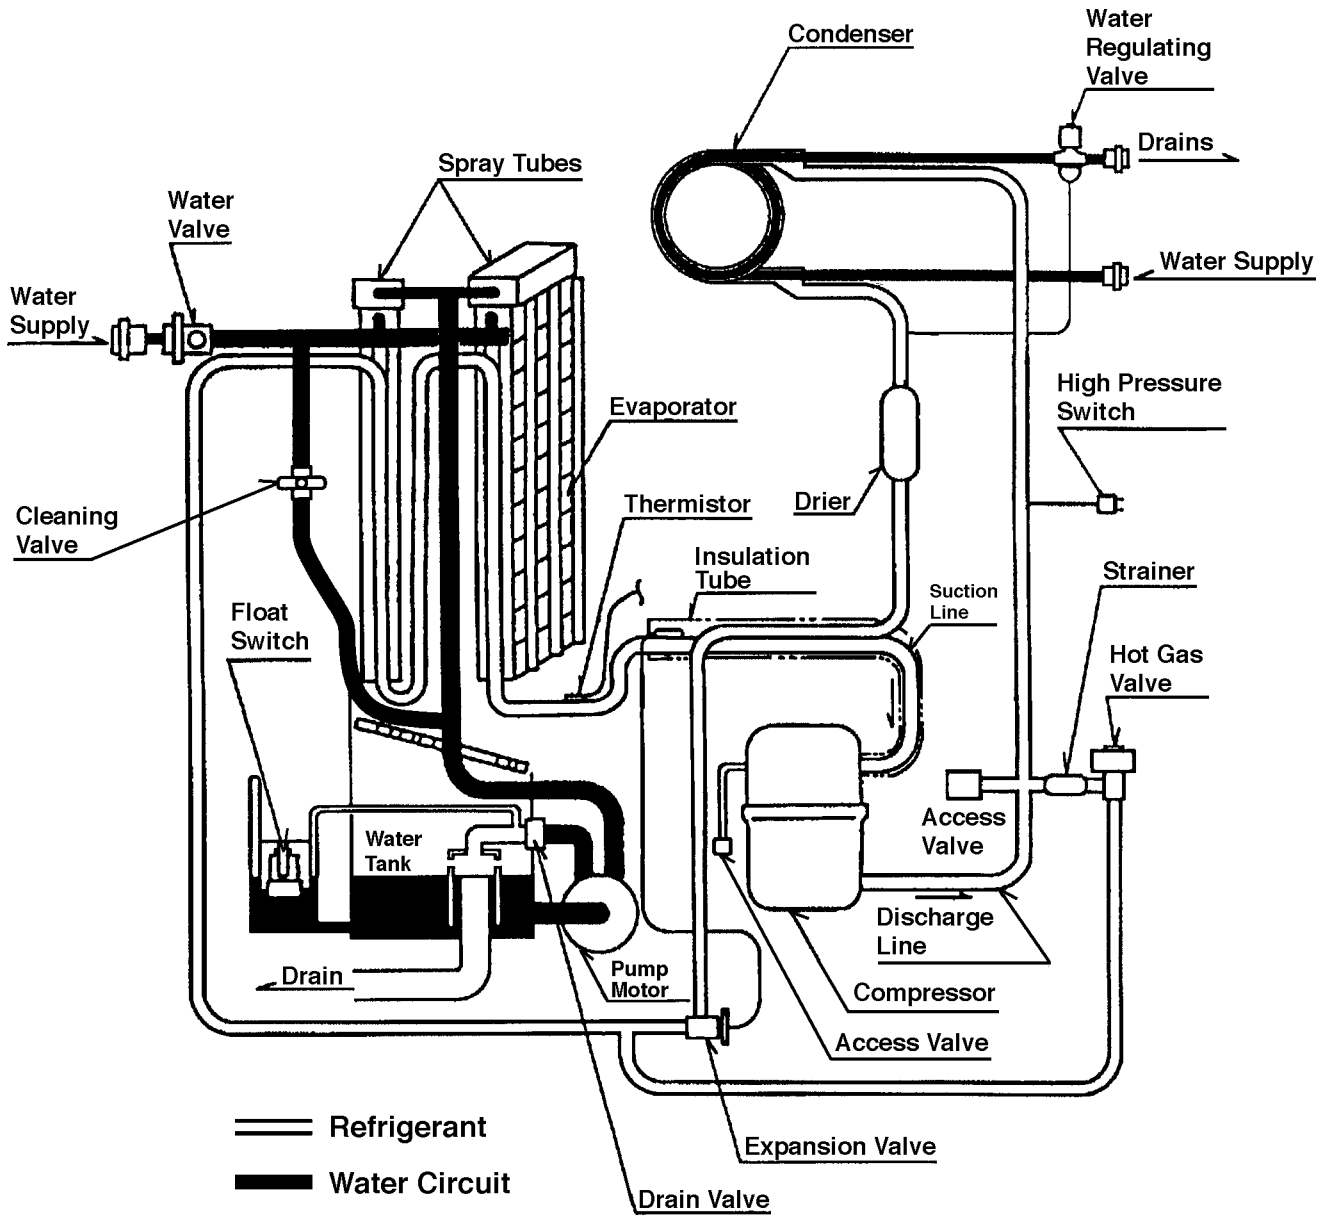 Condenser
Water
Regulating
Valve
Drains
Spray Tubes
Water
Valve
Water Supply
Water
Supply
High Pressure
Switch
Evaporator
Drier
Thermistor
Cleaning
Valve
Insulation
Tube
Strainer
Suction
Line
Float
Switch
Hot Gas
Valve
Access
Valve
Water
Tank
Discharge
Line
Drain
Pump
Motor
Compressor
Access Valve
Refrigerant
Expansion Valve
Water Circuit
Drain Valve